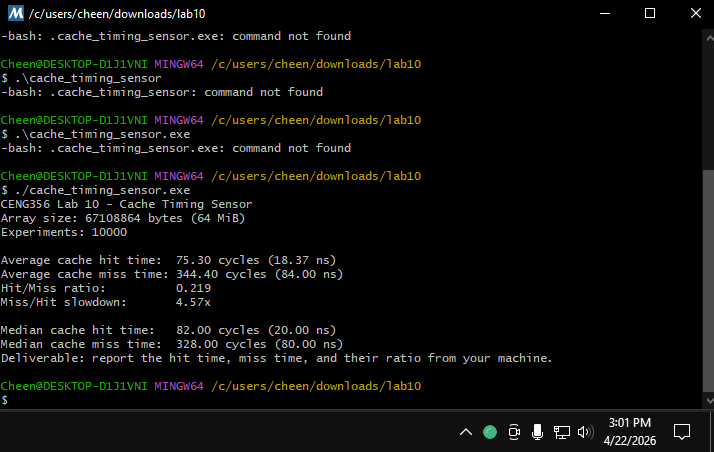 /c/users/cheen/downloads/lab10
-bash: .cache_timing_sensor.exe: command not found
Cheen@DESKTOP-D1J1VNI MINGW64 /c/users/cheen/downloads/lab10
$ .\cache_timing_sensor
-bash: .cache_timing_sensor: command not found
Cheen@DESKTOP-D1J1VNI MINGW64 /c/users/cheen/downloads/lab10
$ .\cache_timing_sensor.exe
-bash: .cache_timing_sensor.exe: command not found
Cheen@DESKTOP-D1J1VNI MINGW64 /c/users/cheen/downloads/lab10
$ ./cache_timing_sensor.exe
CENG356 Lab 10 - Cache Timing Sensor
Array size: 67108864 bytes (64 MiB)
Experiments: 10000
Average cache hit time:  75.30 cycles (18.37 ns)
Average cache miss time: 344.40 cycles (84.00 ns)
Hit/Miss ratio:          0.219
Miss/Hit slowdown:       4.57x
Median cache hit time:   82.00 cycles (20.00 ns)
Median cache miss time:  328.00 cycles (80.00 ns)
Deliverable: report the hit time, miss time, and their ratio from your machine.
Cheen@DESKTOP-D1J1VNI MINGW64 /c/users/cheen/downloads/lab10
$
3:01 PM
4/22/2026